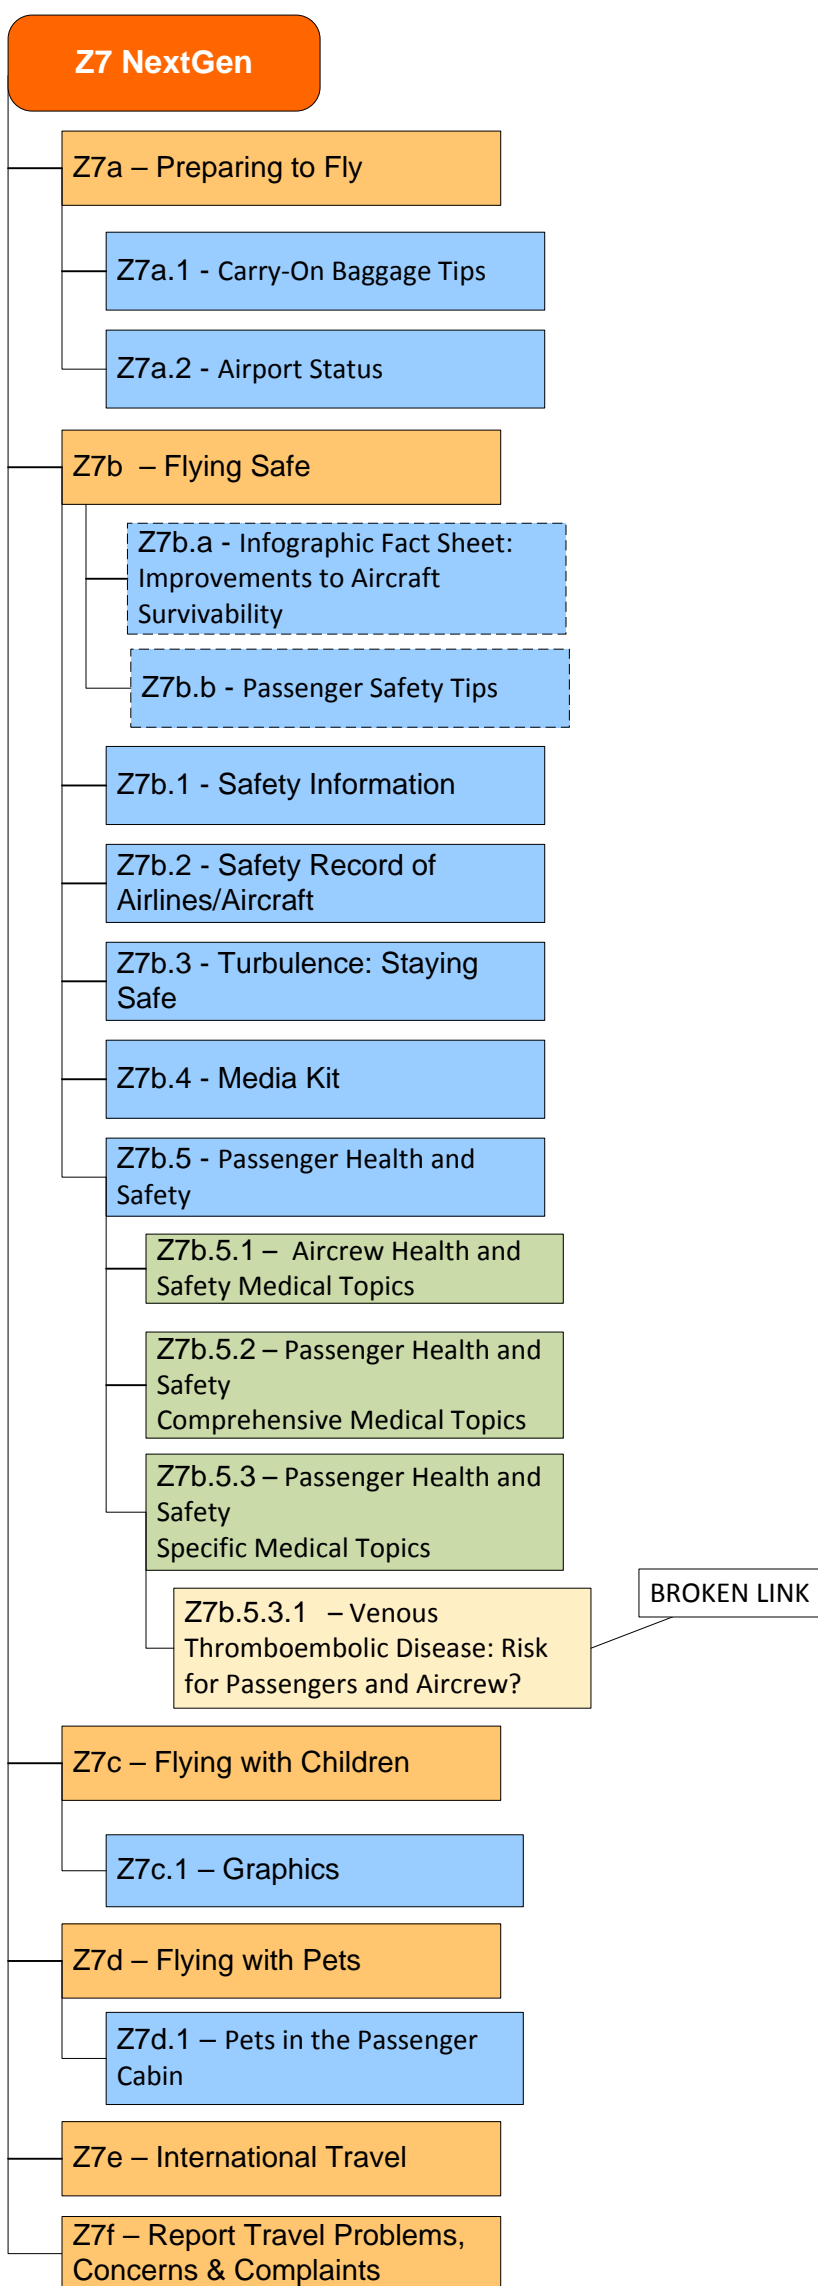 Z7 NextGen
Z7a – Preparing to Fly
Z7a.1 - Carry-On Baggage Tips
Z7a.2 - Airport Status
Z7b – Flying Safe
Z7b.a - Infographic Fact Sheet:
Improvements to Aircraft
Survivability
Z7b.b - Passenger Safety Tips
Z7b.1 - Safety Information
Z7b.2 - Safety Record of
Airlines/Aircraft
Z7b.3 - Turbulence: Staying
Safe
Z7b.4 - Media Kit
Z7b.5 - Passenger Health and
Safety
Z7b.5.1 – Aircrew Health and
Safety Medical Topics
Z7b.5.2 – Passenger Health and
Safety
Comprehensive Medical Topics
Z7b.5.3 – Passenger Health and
Safety
Specific Medical Topics
BROKEN LINK
Z7b.5.3.1 – Venous
Thromboembolic Disease: Risk
for Passengers and Aircrew?
Z7c – Flying with Children
Z7c.1 – Graphics
Z7d – Flying with Pets
Z7d.1 – Pets in the Passenger
Cabin
Z7e – International Travel
Z7f – Report Travel Problems,
Concerns & Complaints